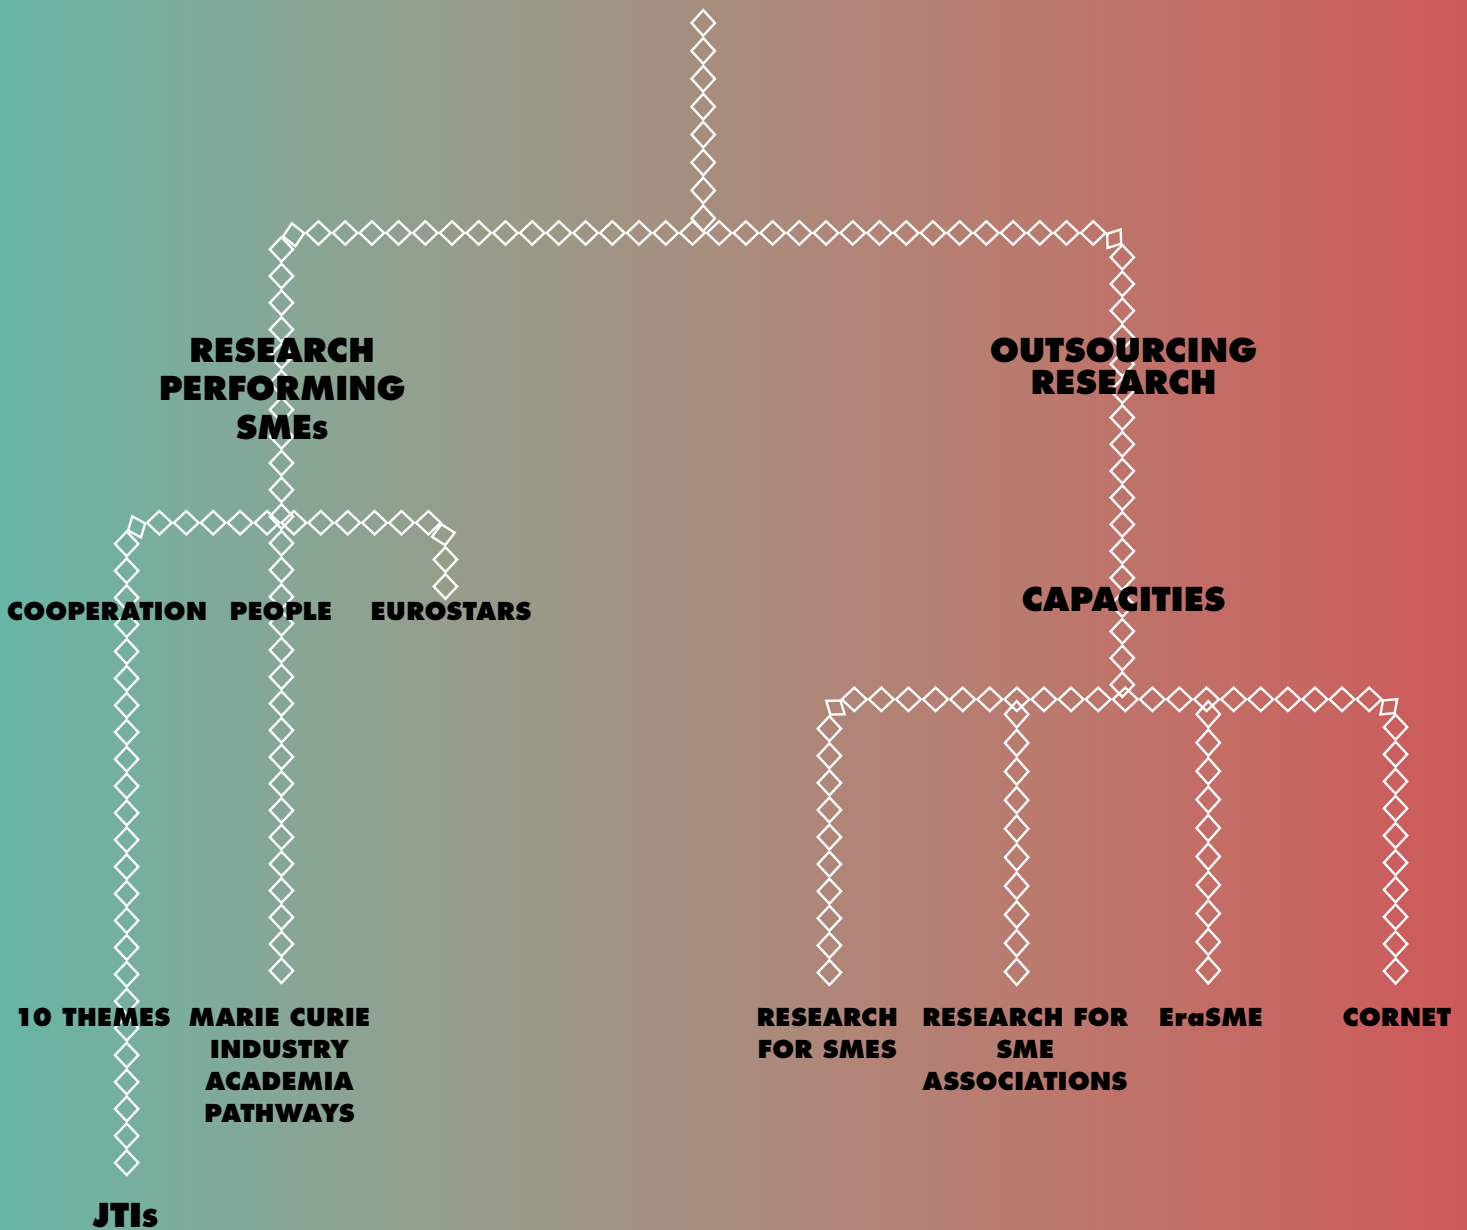 RESEARCH
PERFORMING
SMEs
OUTSOURCING
RESEARCH
COOPERATION
PEOPLE
EUROSTARS
CAPACITIES
10 THEMES
MARIE CURIE
INDUSTRY
ACADEMIA
PATHWAYS
RESEARCH
FOR SMES
RESEARCH FOR
SME
ASSOCIATIONS
EraSME
CORNET
JTIs